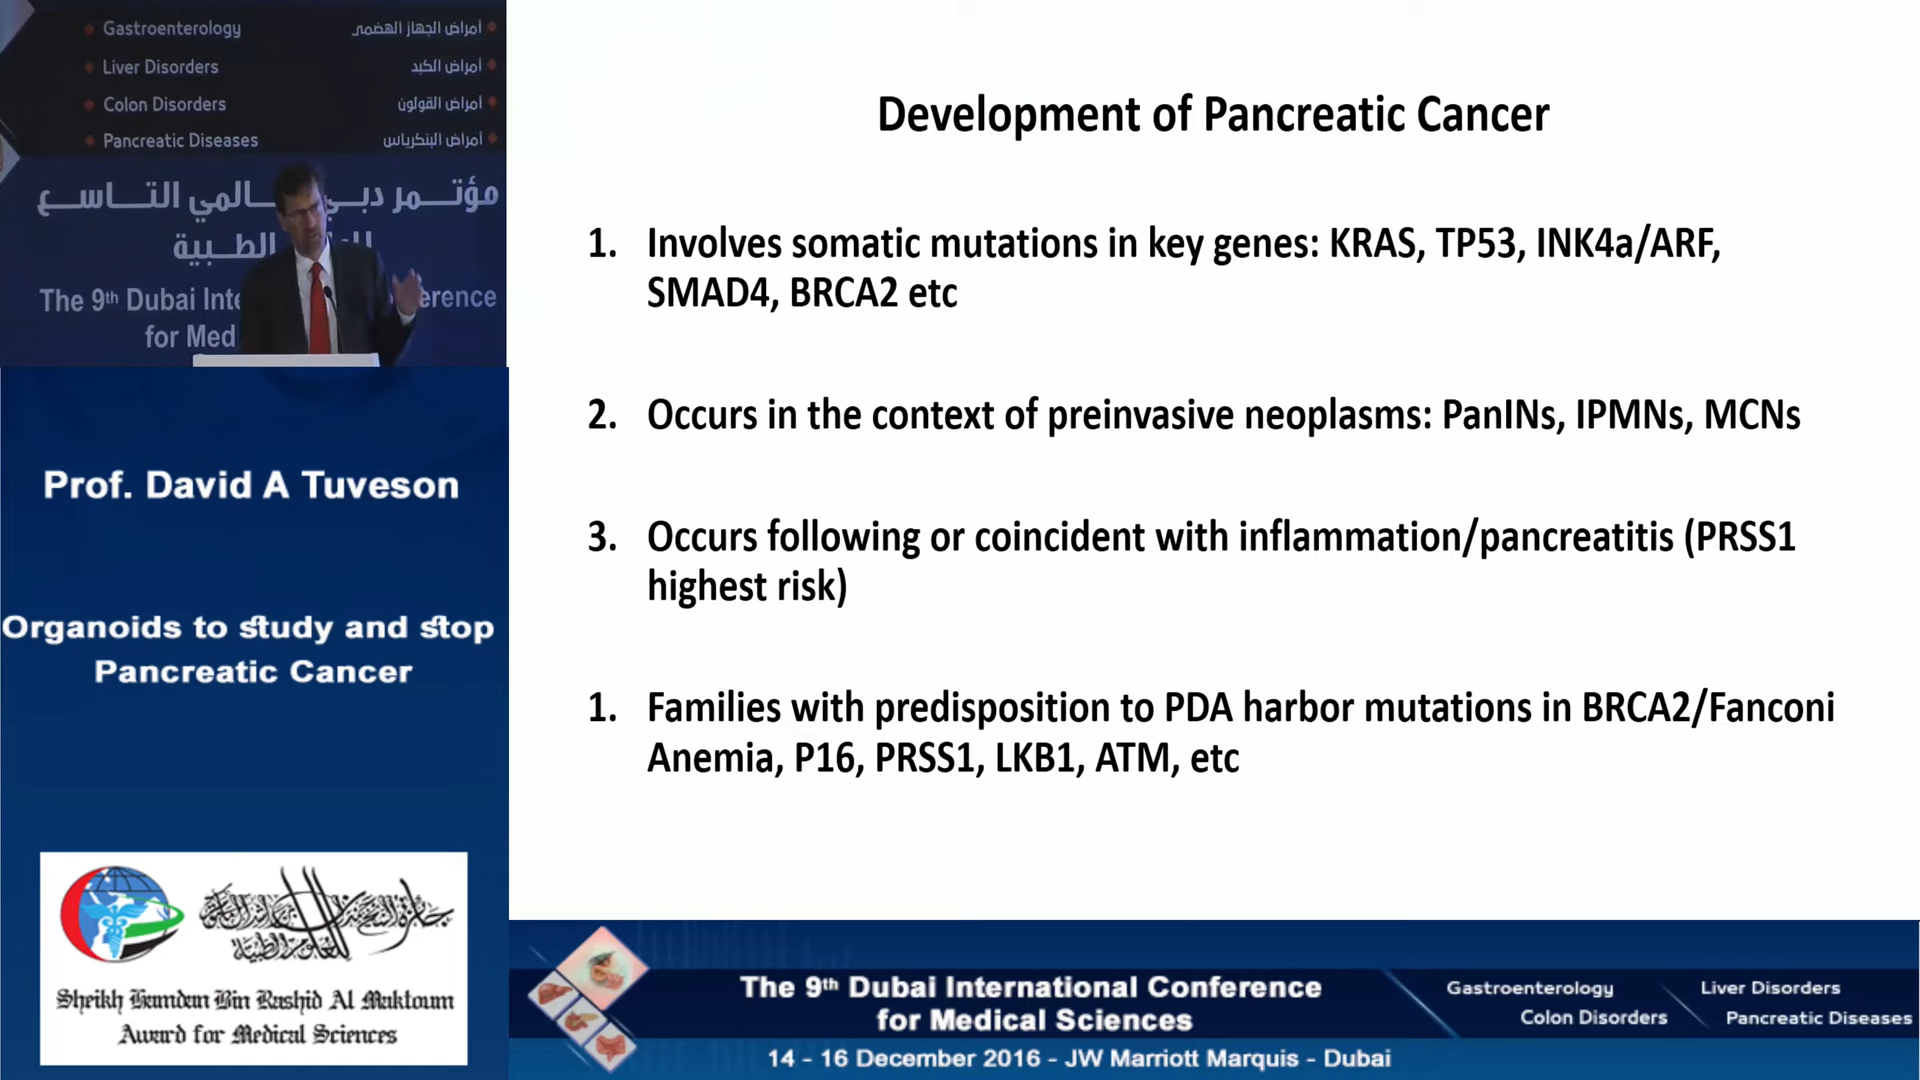 Gastroenterology
أمراض الجهاز الهضمي
Liver Disorders
أمراض الكبد
Colon Disorders
أمراض القولون
Pancreatic Diseases
أمراض البنكرياس
مؤتمر دبي
المي التاسع
الطبية
The 9th Dubai Inte
erence
for Med
Prof. David A Tuveson
Organoids to study and stop
Pancreatic Cancer
Sheikh Hamdan Bin Rashid Al Maktoum
Award for Medical Sciences
Development of Pancreatic Cancer
1. Involves somatic mutations in key genes: KRAS, TP53, INK4a/ARF,
SMAD4, BRCA2 etc
2. Occurs in the context of preinvasive neoplasms: PanINs, IPMNs, MCNs
3. Occurs following or coincident with inflammation/pancreatitis (PRSS1
highest risk)
1. Families with predisposition to PDA harbor mutations in BRCA2/Fanconi
Anemia, P16, PRSS1, LKB1, ATM, etc
The 9th Dubai International Conference
for Medical Sciences
14 - 16 December 2016 - JW Marriott Marquis - Dubai
Gastroenterology
Liver Disorders
Colon Disorders
Pancreatic Diseases